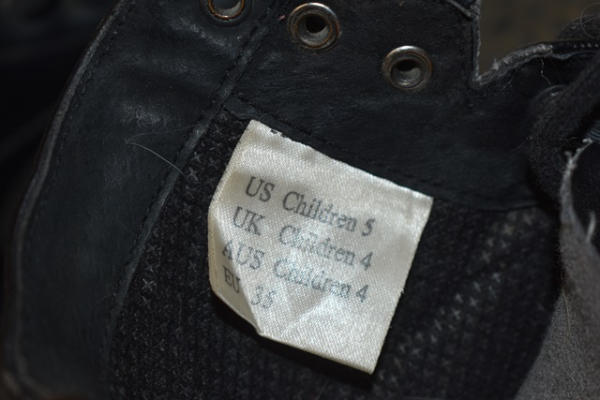 US Children 5
UK Children 4
AUS Children 4
EU 36